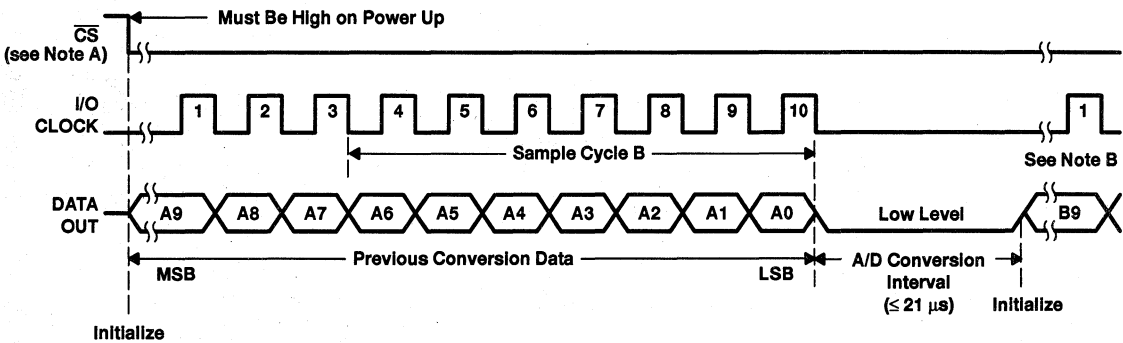 Must Be High on Power Up
CS
(see Note A)
I/O
CLOCK
1 2 3 4 5 6 7 8 9 10 1
Sample Cycle B
See Note B
DATA
OUT
A9 A8 A7 A6 A5 A4 A3 A2 A1 A0 Low Level B9
Previous Conversion Data
MSB LSB
A/D Conversion
Interval
(≤ 21 μs)
Initialize
Initialize